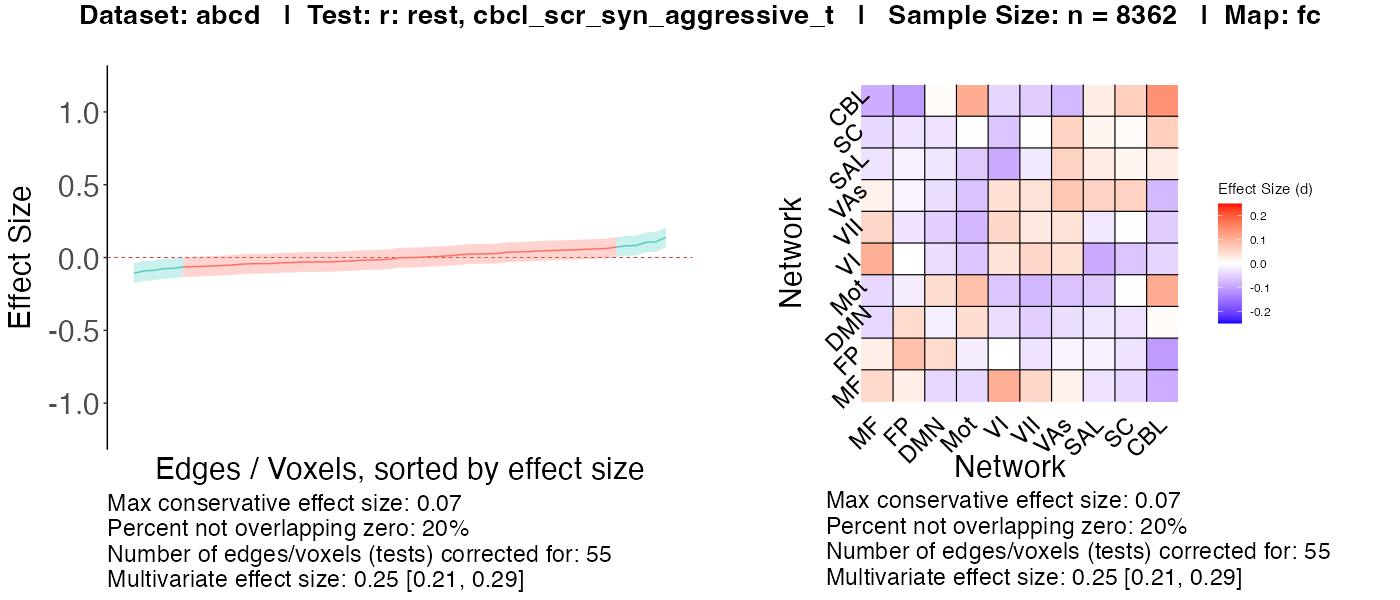 Dataset: abcd | Test: r: rest, cbcl_scr_syn_aggressive_t | Sample Size: n = 8362 | Map: fc
Effect Size
1.0
0.5
0.0
-0.5
-1.0
Edges / Voxels, sorted by effect size
Max conservative effect size: 0.07
Percent not overlapping zero: 20%
Number of edges/voxels (tests) corrected for: 55
Multivariate effect size: 0.25 [0.21, 0.29]
Network
CBL
SC
SAL
VAs
VII
VI
Mot
DMN
FP
MF
MF FP DMN Mot VI VII VAs SAL SC CBL
Network
Effect Size (d)
0.2
0.1
0.0
-0.1
-0.2
Max conservative effect size: 0.07
Percent not overlapping zero: 20%
Number of edges/voxels (tests) corrected for: 55
Multivariate effect size: 0.25 [0.21, 0.29]